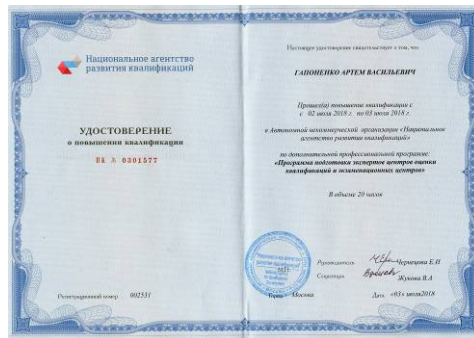 Национальное агентство
развития квалификаций
УДОСТОВЕРЕНИЕ
о повышении квалификации
ПК А 0301577
Регистрационный номер 002531
Настоящее удостоверение свидетельствует о том, что
ГАПОНЕНКО АРТЕМ ВАСИЛЬЕВИЧ
Прошел(а) повышение квалификации с
с 02 июля 2018 г. по 03 июля 2018 г.
в Автономной некоммерческой организации «Национальное
агентство развития квалификаций»
по дополнительной профессиональной программе:
«Программа подготовки экспертов центров оценки
квалификаций и экзаменационных центров»
В объеме 20 часов
Руководитель Чернецова Е.И
Секретарь Жукова В.А
Город Москва Дата «03» июля2018